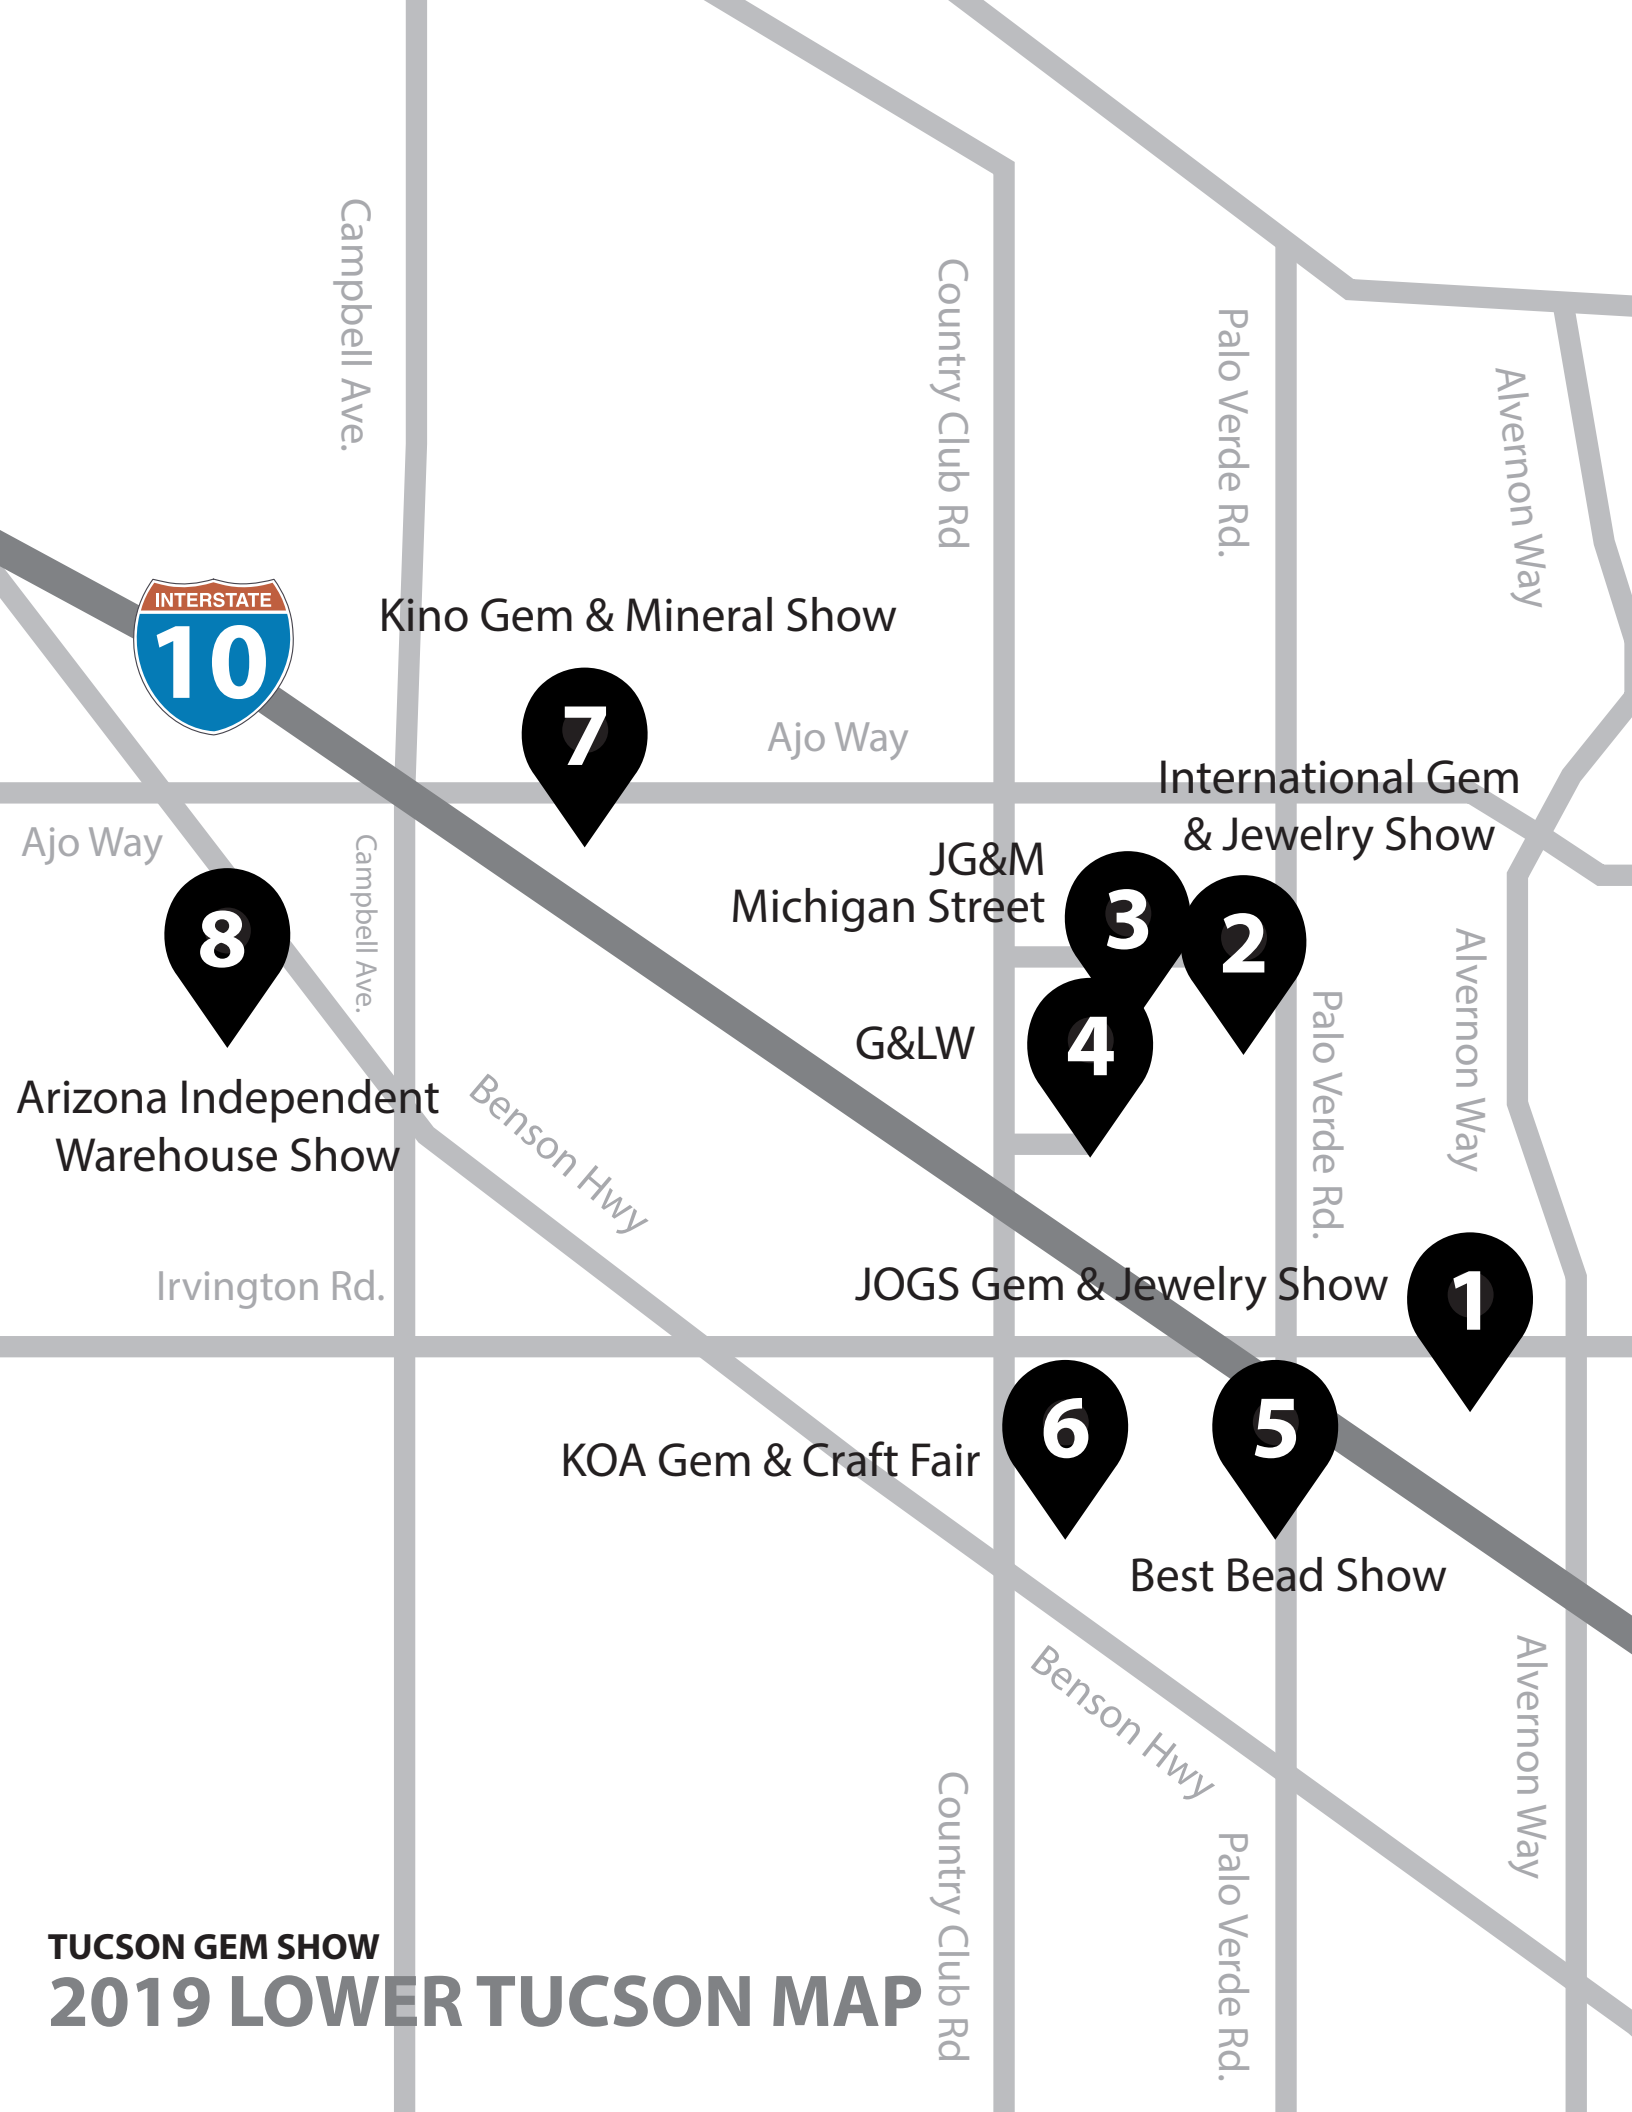 Campbell Ave.
Country Club Rd
Palo Verde Rd.
Alvernon Way
INTERSTATE
10
Kino Gem & Mineral Show
7
Ajo Way
International Gem
& Jewelry Show
Ajo Way
Campbell Ave.
JG&M
Michigan Street
3
2
8
G&LW
4
Palo Verde Rd.
Alvernon Way
Arizona Independent
Warehouse Show
Benson Hwy
Irvington Rd.
JOGS Gem & Jewelry Show
1
6
5
KOA Gem & Craft Fair
Best Bead Show
Benson Hwy
Alvernon Way
Country Club Rd
Palo Verde Rd.
TUCSON GEM SHOW
2019 LOWER TUCSON MAP